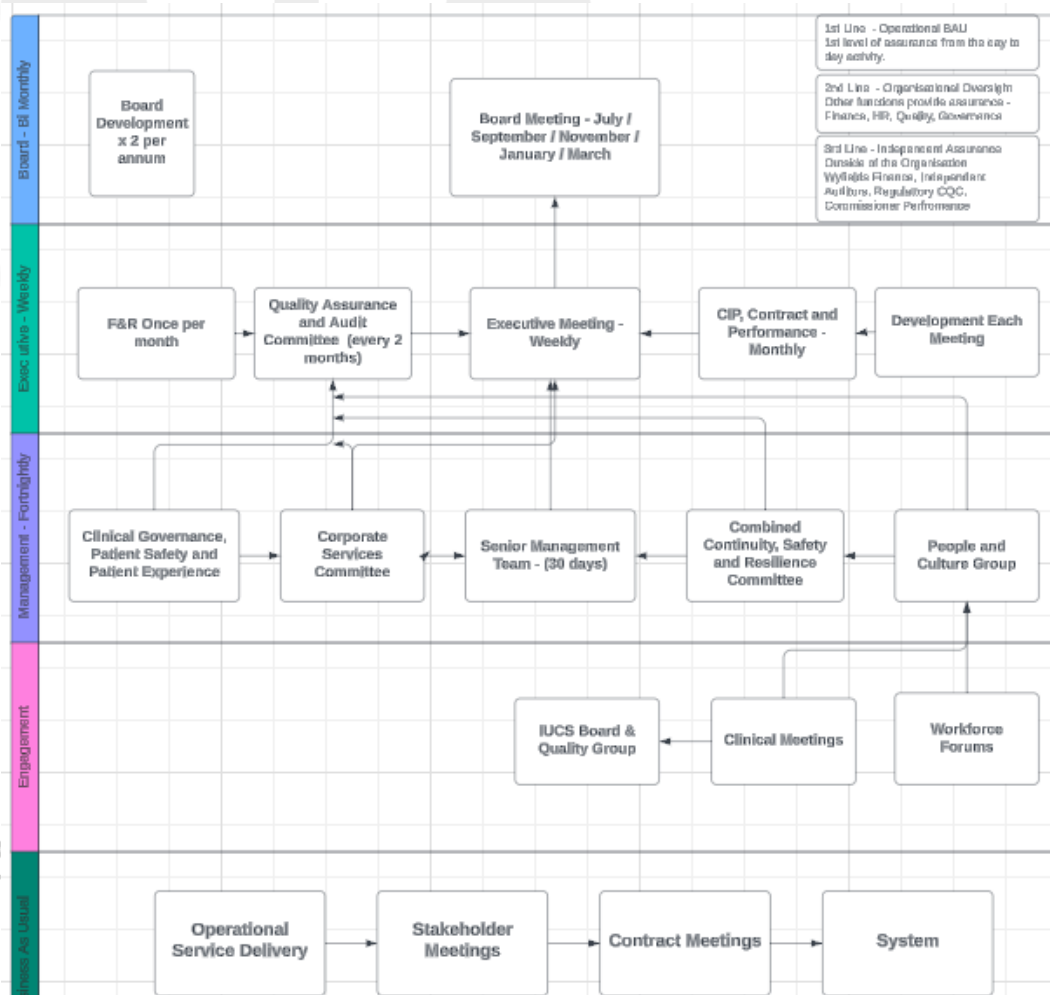 Board - Bi Monthly
Board
Development
x 2 per
annum
Board Meeting - July /
September / November /
January / March
1st Line - Operational BAU
1st level of assurance from the day to
day activity.
2nd Line - Organisational Oversight
Other functions provide assurance -
Finance, HR, Quality, Governance
3rd Line - Independent Assurance
Outside of the Organisation
Finance, Independent
Auditors, Regulatory CQC,
Commissioner Perfromance
Executive - Weekly
F&R Once per
month
Quality Assurance
and Audit
Committee (every 2
months)
Executive Meeting -
Weekly
CIP, Contract and
Performance -
Monthly
Development Each
Meeting
Management - Fortnightly
Clinical Governance,
Patient Safety and
Patient Experience
Corporate
Services
Committee
Senior Management
Team - (30 days)
Combined
Continuity, Safety
and Resilience
Committee
People and
Culture Group
Engagement
IUCS Board &
Quality Group
Clinical Meetings
Workforce
Forums
iness As Usual
Operational
Service Delivery
Stakeholder
Meetings
Contract Meetings
System